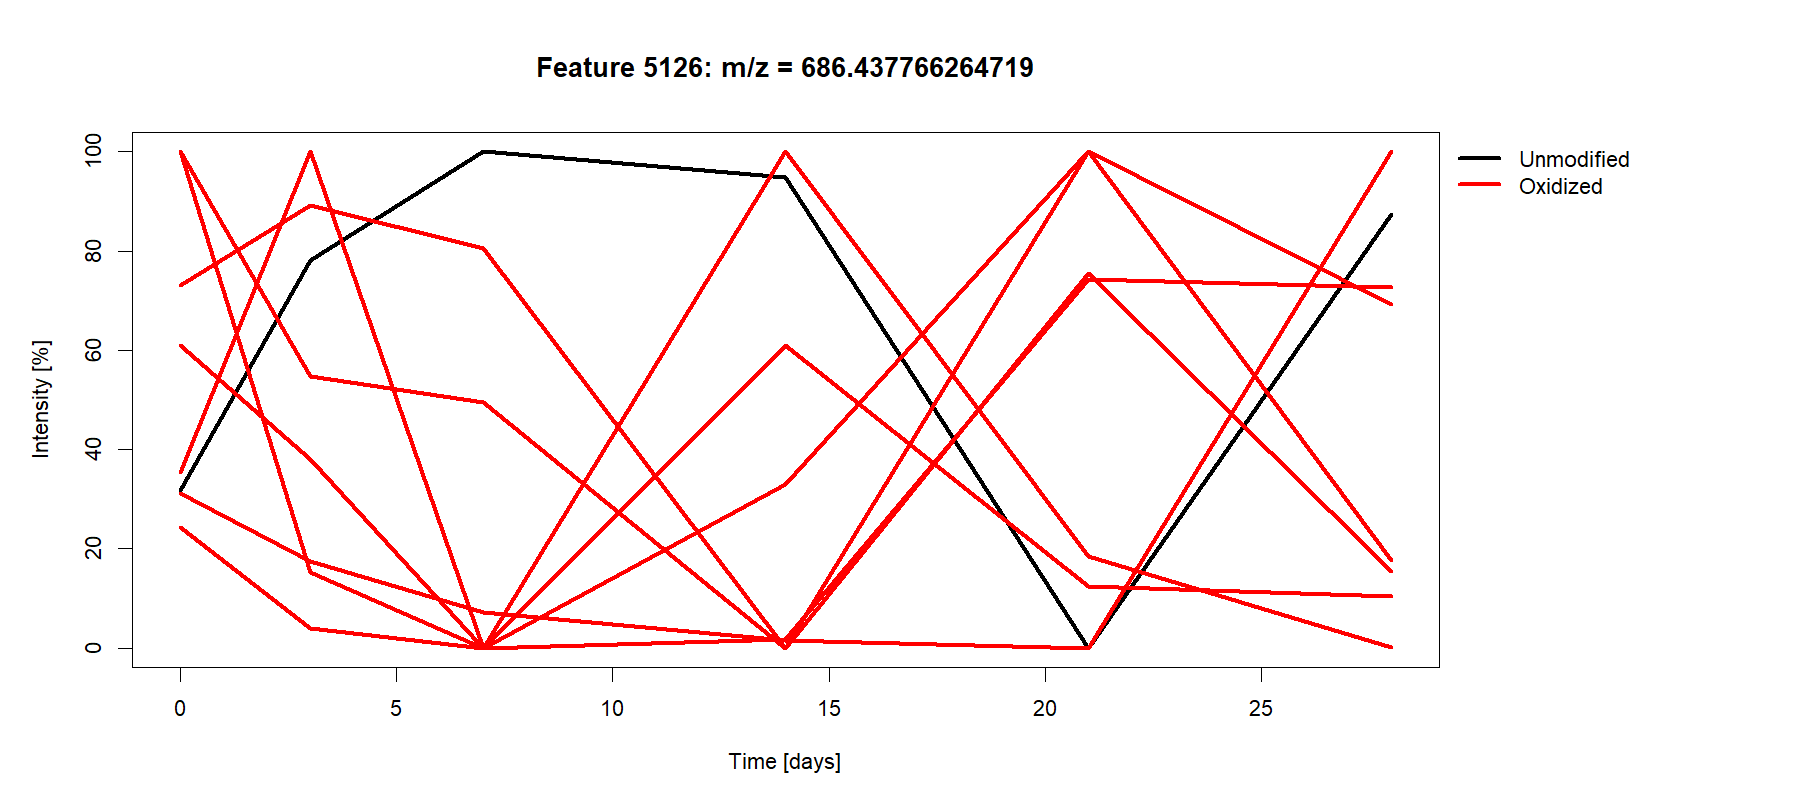 Feature 5126: m/z = 686.437766264719
Unmodified
Oxidized
Intensity [%]
100
80
60
40
20
0
0 5 10 15 20 25
Time [days]